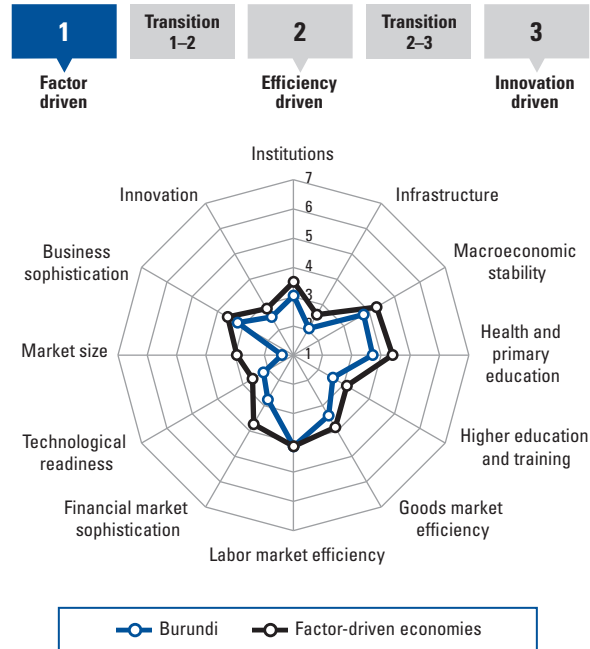 1
Transition
1–2
2
Transition
2–3
3
Factor
driven
Efficiency
driven
Innovation
driven
Institutions
7
Innovation
Infrastructure
6
5
Business
sophistication
Macroeconomic
stability
4
3
2
Market size
1
Health and
primary
education
Technological
readiness
Higher education
and training
Financial market
sophistication
Goods market
efficiency
Labor market efficiency
Burundi
Factor-driven economies